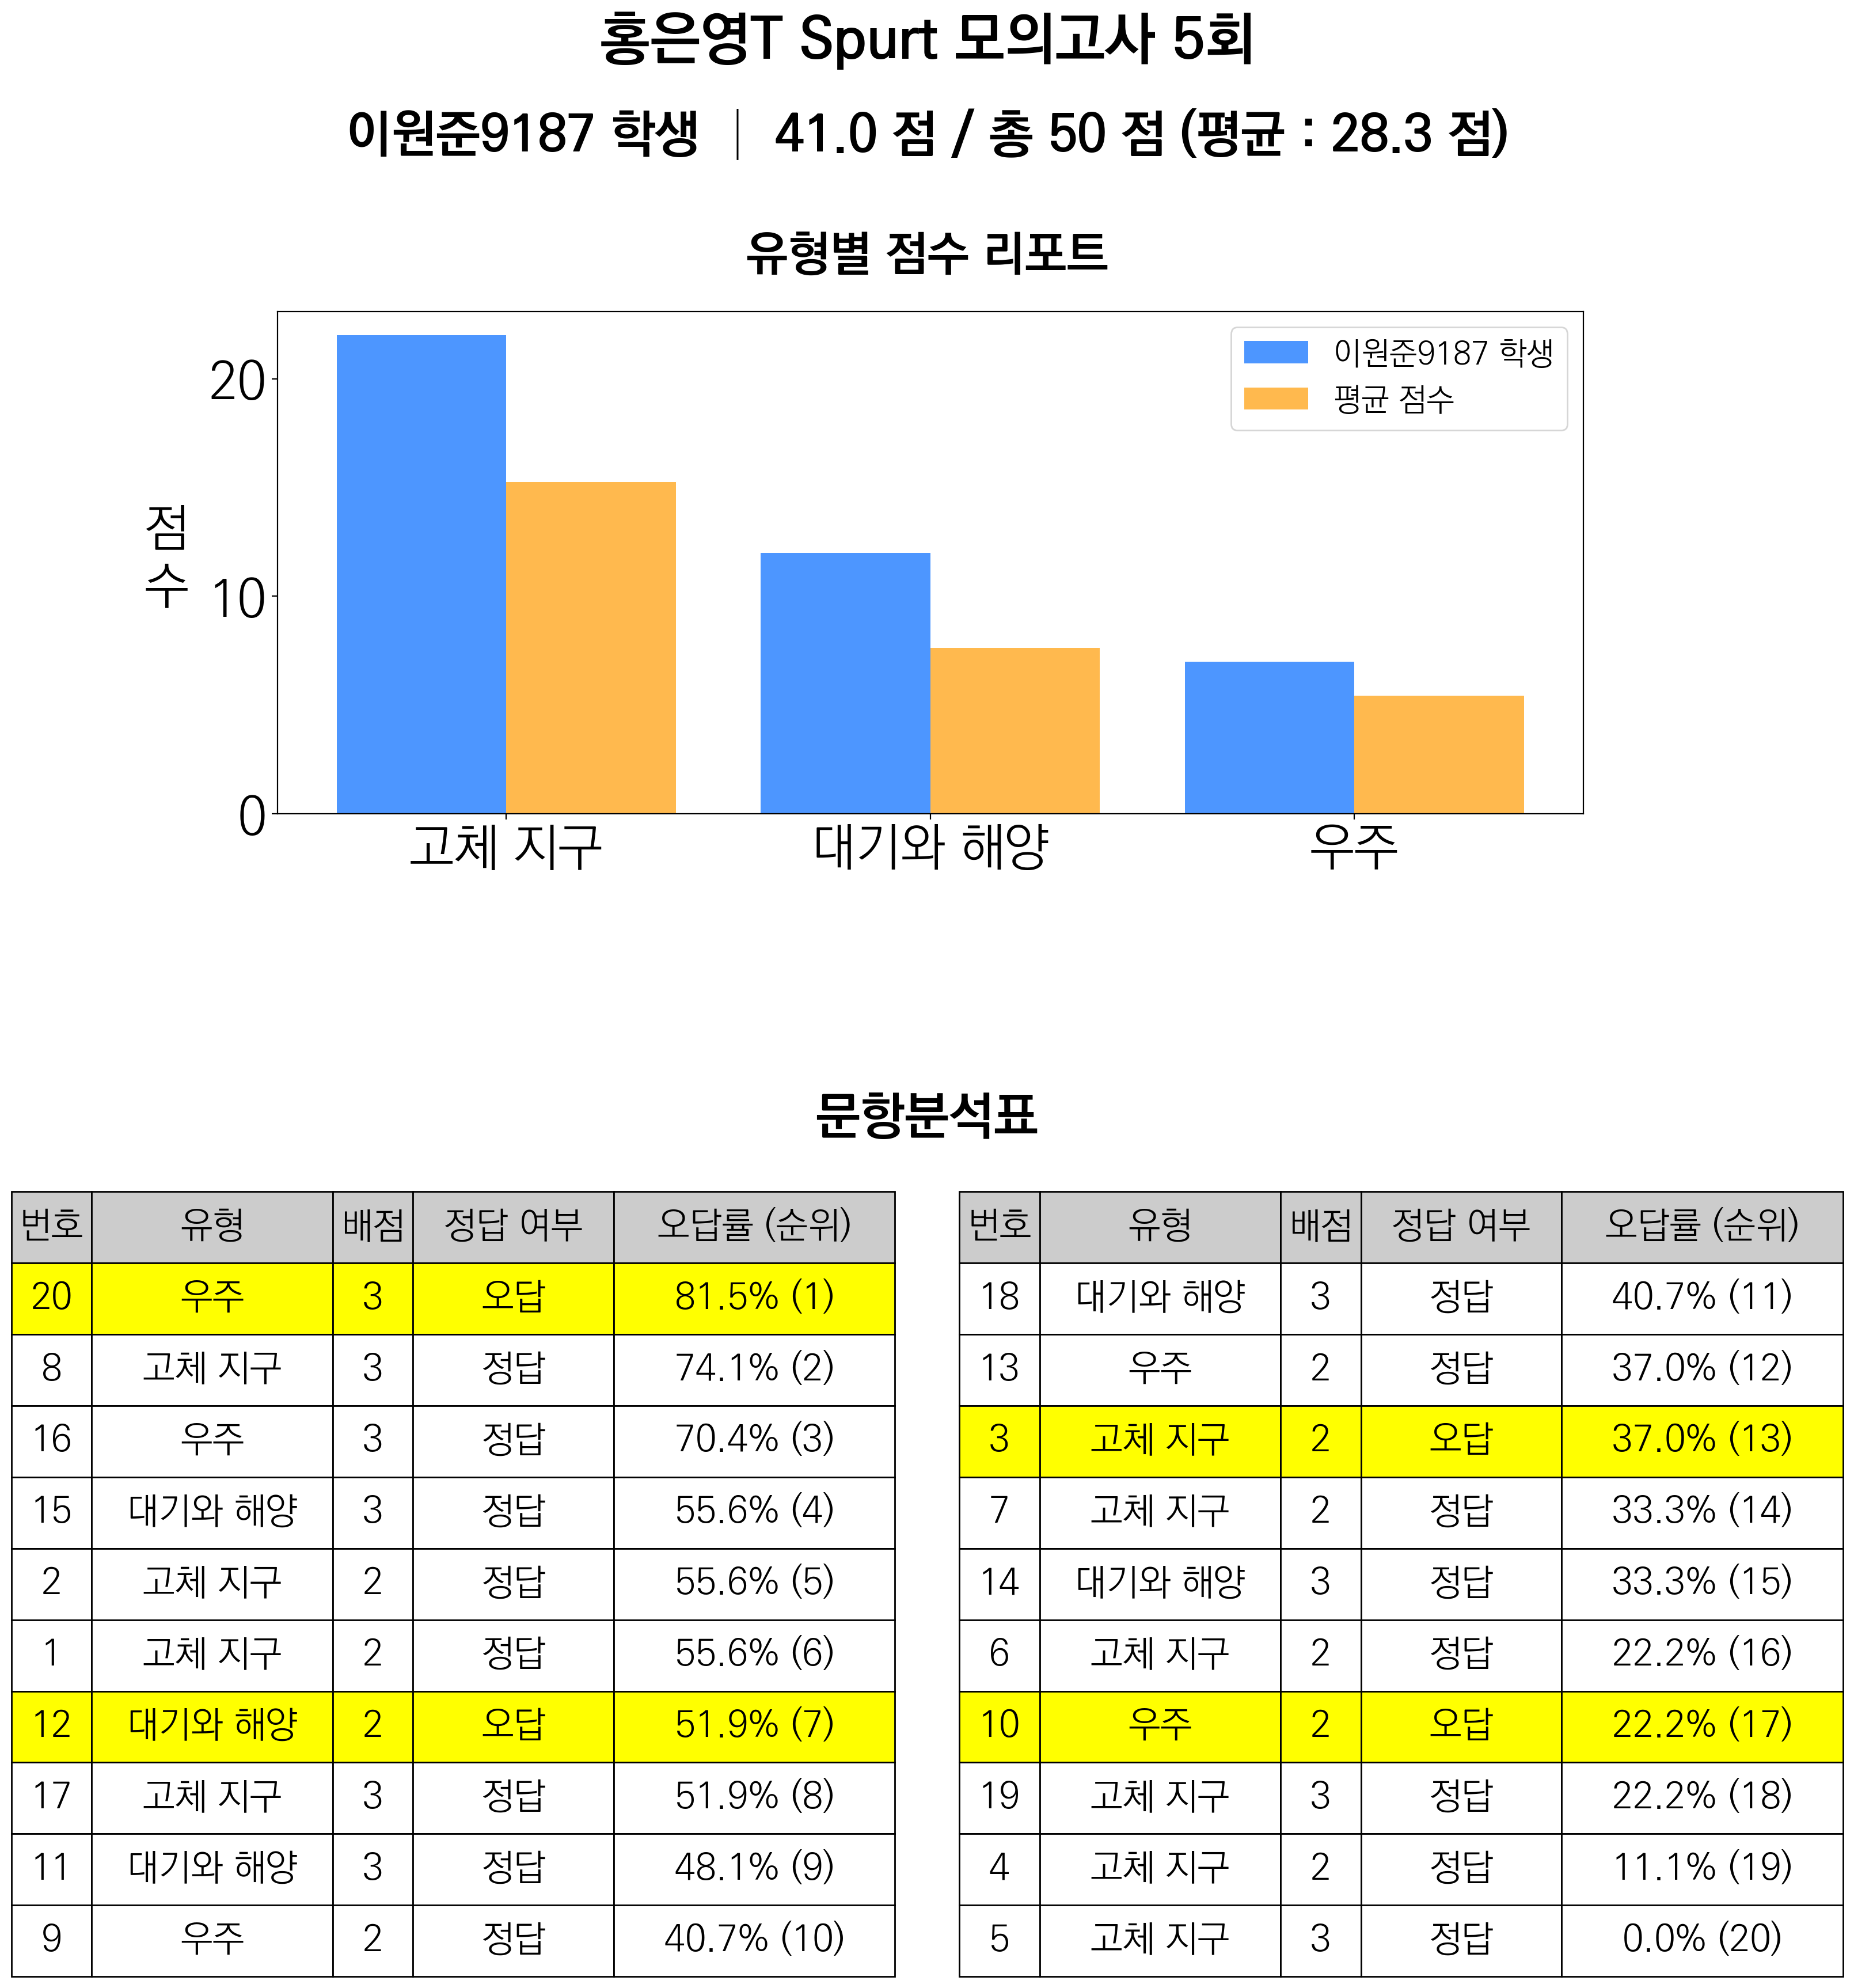 홍은영T Spurt 모의고사 5회
이원준9187 학생 │ 41.0 점 / 총 50 점 (평균 : 28.3 점)
유형별 점수 리포트
이원준9187 학생
평균 점수
20
10
0
점
수
고체 지구 대기와 해양 우주
문항분석표
번호 유형 배점 정답 여부 오답률 (순위)
20 우주 3 오답 81.5% (1)
8 고체 지구 3 정답 74.1% (2)
16 우주 3 정답 70.4% (3)
15 대기와 해양 3 정답 55.6% (4)
2 고체 지구 2 정답 55.6% (5)
1 고체 지구 2 정답 55.6% (6)
12 대기와 해양 2 오답 51.9% (7)
17 고체 지구 3 정답 51.9% (8)
11 대기와 해양 3 정답 48.1% (9)
9 우주 2 정답 40.7% (10)
번호 유형 배점 정답 여부 오답률 (순위)
18 대기와 해양 3 정답 40.7% (11)
13 우주 2 정답 37.0% (12)
3 고체 지구 2 오답 37.0% (13)
7 고체 지구 2 정답 33.3% (14)
14 대기와 해양 3 정답 33.3% (15)
6 고체 지구 2 정답 22.2% (16)
10 우주 2 오답 22.2% (17)
19 고체 지구 3 정답 22.2% (18)
4 고체 지구 2 정답 11.1% (19)
5 고체 지구 3 정답 0.0% (20)